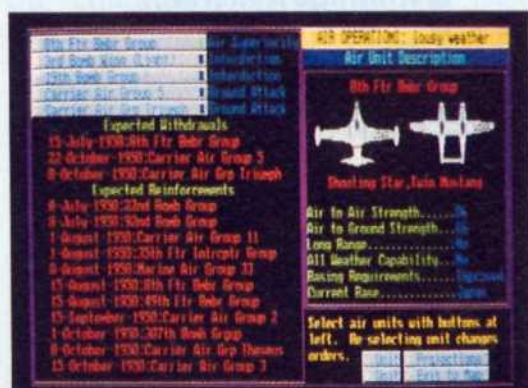 8th Ftr Bmbr Group Air Superiority
3rd Bomb Wing (Light) Interdiction
19th Bomb Group Interdiction
Carrier Air Group 5 Ground Attack
Carrier Air Grp Triumph Ground Attack
Expected Withdrawals
15-July-1950:8th Ftr Bmbr Group
22-October-1950:Carrier Air Group 5
8-October-1950:Carrier Air Grp Triumph
Expected Reinforcements
8-July-1950:22nd Bomb Group
8-July-1950:92nd Bomb Group
1-August-1950:Carrier Air Group 11
1-August-1950:35th Ftr Intrcptr Group
8-August-1950:Marine Air Group 33
15-August-1950:8th Ftr Bmbr Group
15-August-1950:49th Ftr Bmbr Group
15-September-1950:Carrier Air Group 2
1-October-1950:307th Bomb Group
8-October-1950:Carrier Air Grp Theseus
15-October-1950:Carrier Air Group 3
AIR OPERATIONS: lousy weather
Air Unit Description
8th Ftr Bmbr Group
Shooting Star,Twin Mustang
Air to Air Strength......
Air to Ground Strength...
Long Range...............No
All Weather Capability...No
Basing Requirements......Improved
Current Base.............Japan
Select air units with buttons at
left. Re selecting unit changes
orders.
Unit Projections
Unit Exit to Map